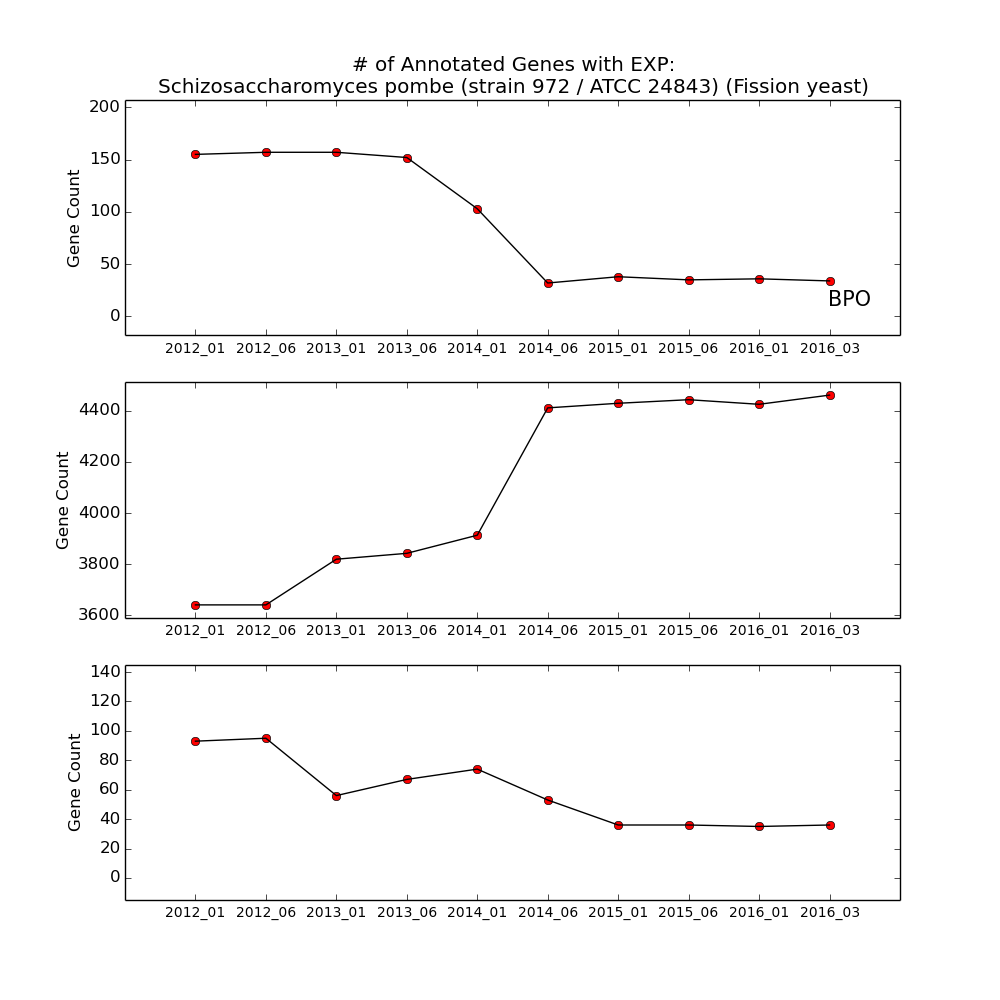 # of Annotated Genes with EXP:
Schizosaccharomyces pombe (strain 972 / ATCC 24843) (Fission yeast)
200
150
100
50
0
Gene Count
BPO
2012_01 2012_06 2013_01 2013_06 2014_01 2014_06 2015_01 2015_06 2016_01 2016_03
4400
4200
4000
3800
3600
Gene Count
2012_01 2012_06 2013_01 2013_06 2014_01 2014_06 2015_01 2015_06 2016_01 2016_03
140
120
100
80
60
40
20
0
Gene Count
2012_01 2012_06 2013_01 2013_06 2014_01 2014_06 2015_01 2015_06 2016_01 2016_03